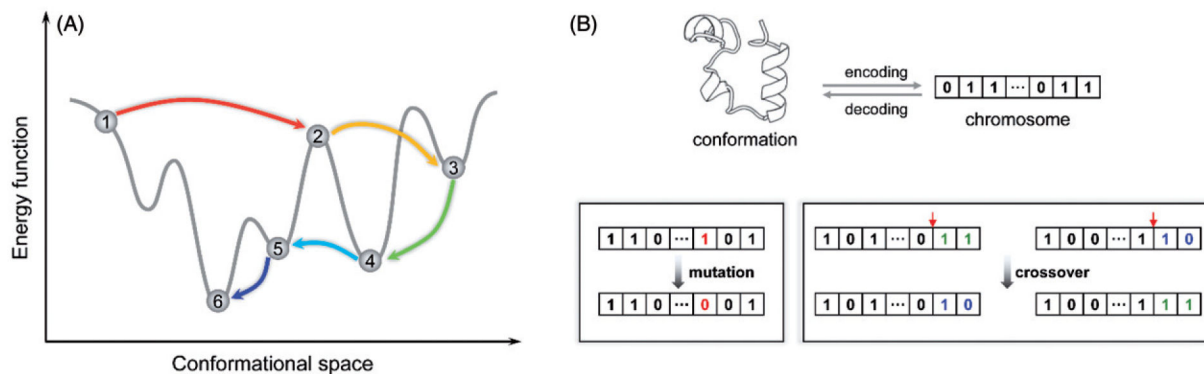 (A)
Energy function
1
2
3
4
5
6
Conformational space
(B)
conformation
encoding
decoding
0 1 1 ··· 0 1 1
chromosome
1 1 0 ··· 1 0 1
mutation
1 1 0 ··· 0 0 1
1 0 1 ··· 0 1 1
1 0 0 ··· 1 1 0
crossover
1 0 1 ··· 0 1 0
1 0 0 ··· 1 1 1